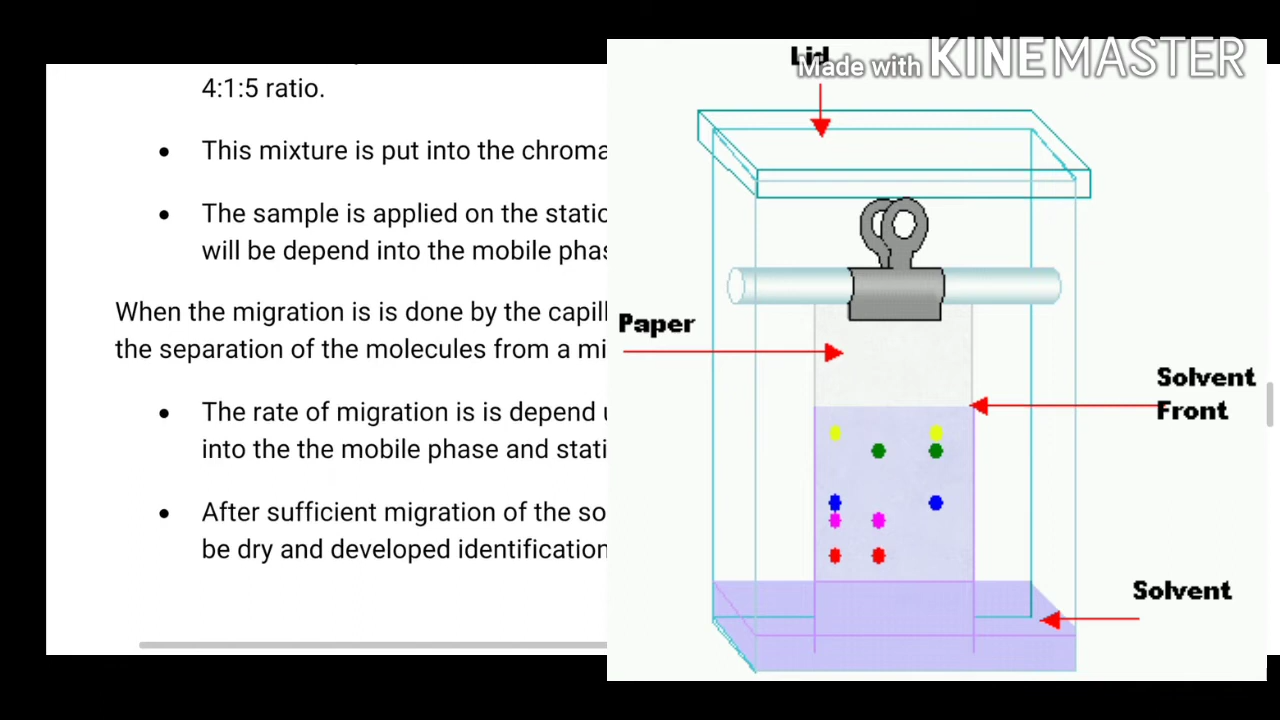 4:1:5 ratio.
• This mixture is put into the chroma
• The sample is applied on the static
will be depend into the mobile phas
When the migration is is done by the capill
the separation of the molecules from a mi
• The rate of migration is is depend u
into the the mobile phase and stati
• After sufficient migration of the so
be dry and developed identification
Lid
Made with KINEMASTER
Paper
Solvent
Front
Solvent